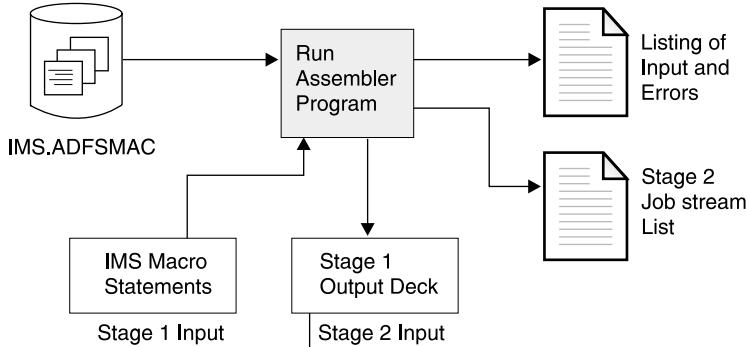 Run
Assembler
Program
Listing of
Input and
Errors
IMS.ADFSMAC
Stage 2
Job stream
List
IMS Macro
Statements
Stage 1
Output Deck
Stage 1 Input
Stage 2 Input